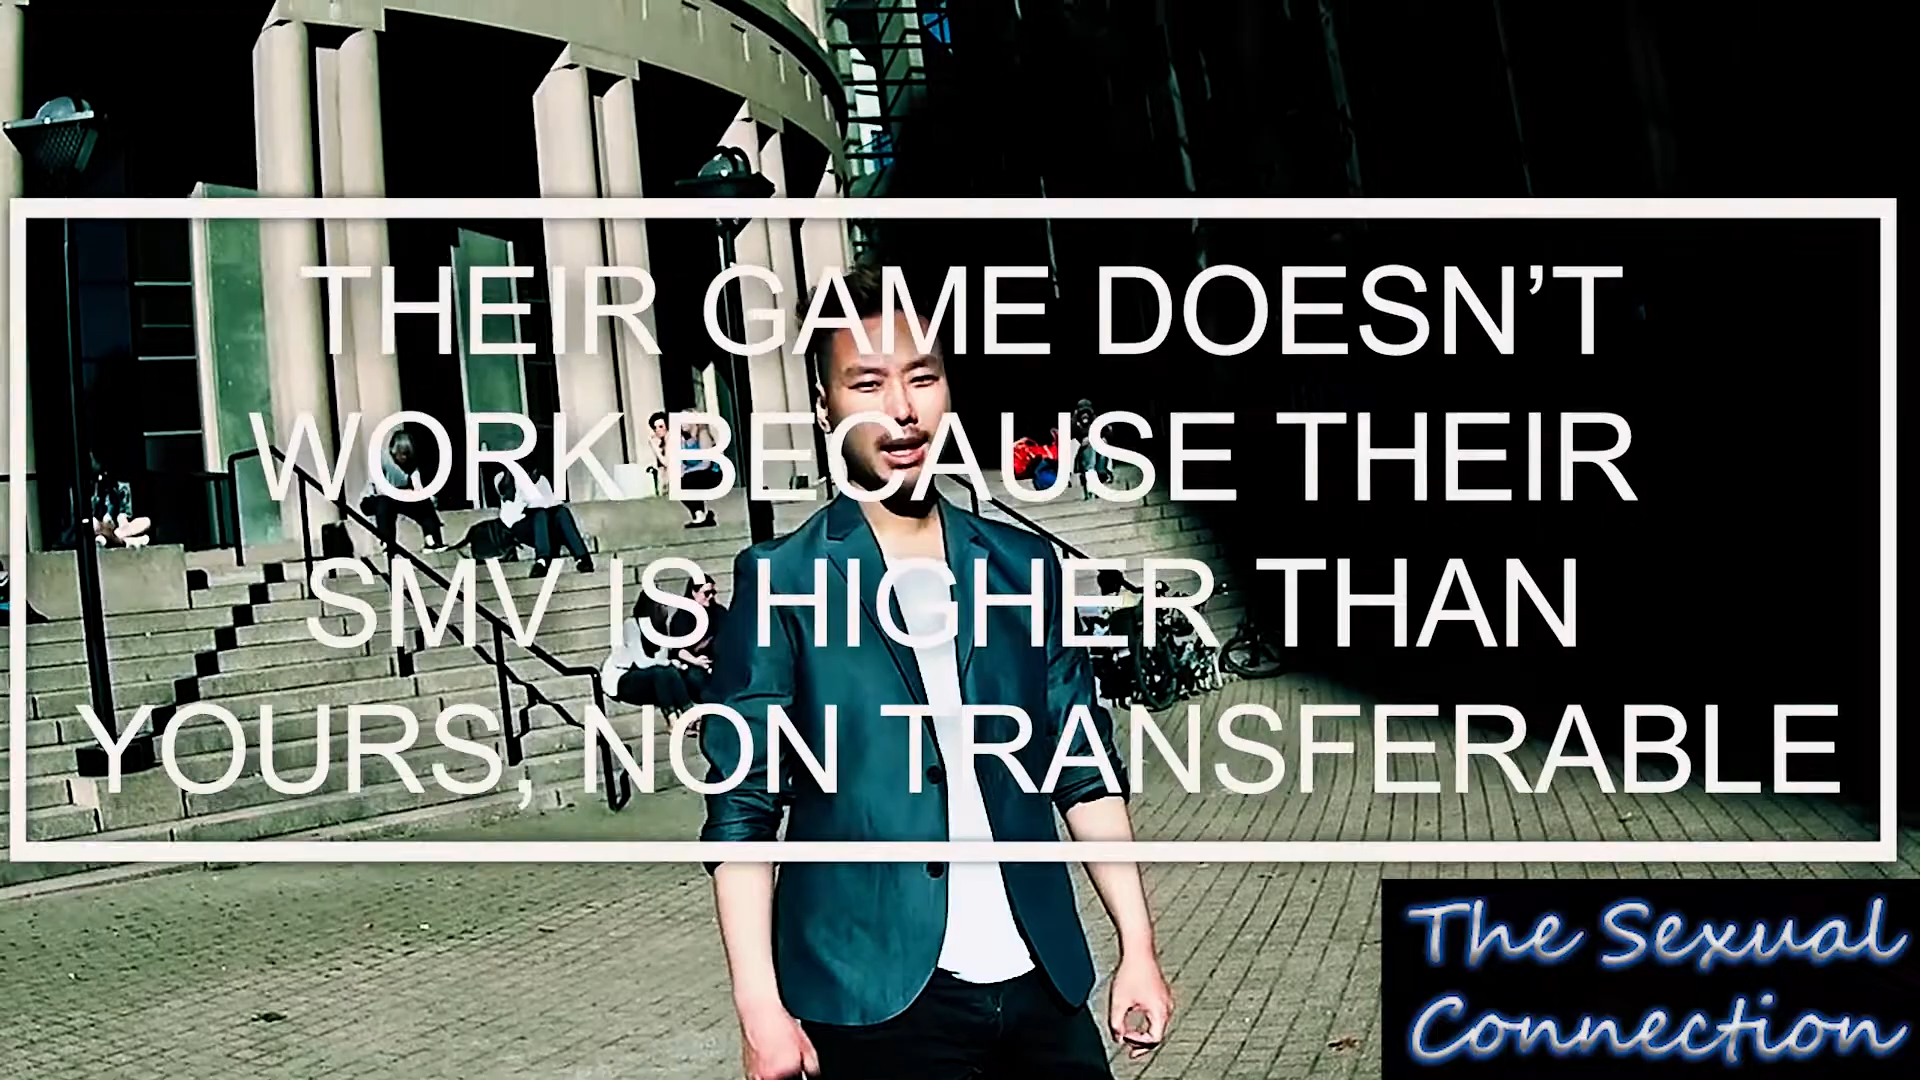 THEIR GAME DOESN'T
WORK BECAUSE THEIR
SMV IS HIGHER THAN
YOURS, NON TRANSFERABLE
The Sexual
Connection